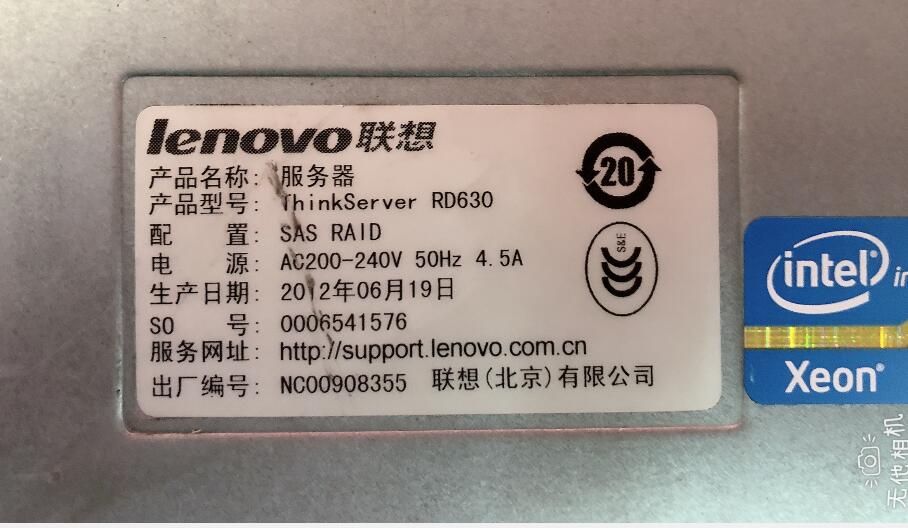 lenovo联想
产品名称: 服务器
产品型号: ThinkServer RD630
配 置: SAS RAID
电 源: AC200-240V 50Hz 4.5A
生产日期: 2012年06月19日
SO 号: 0006541576
服务网址: http://support.lenovo.com.cn
出厂编号: NC00908355 联想(北京)有限公司
20
S&E
intel
Xeon®
无他相机